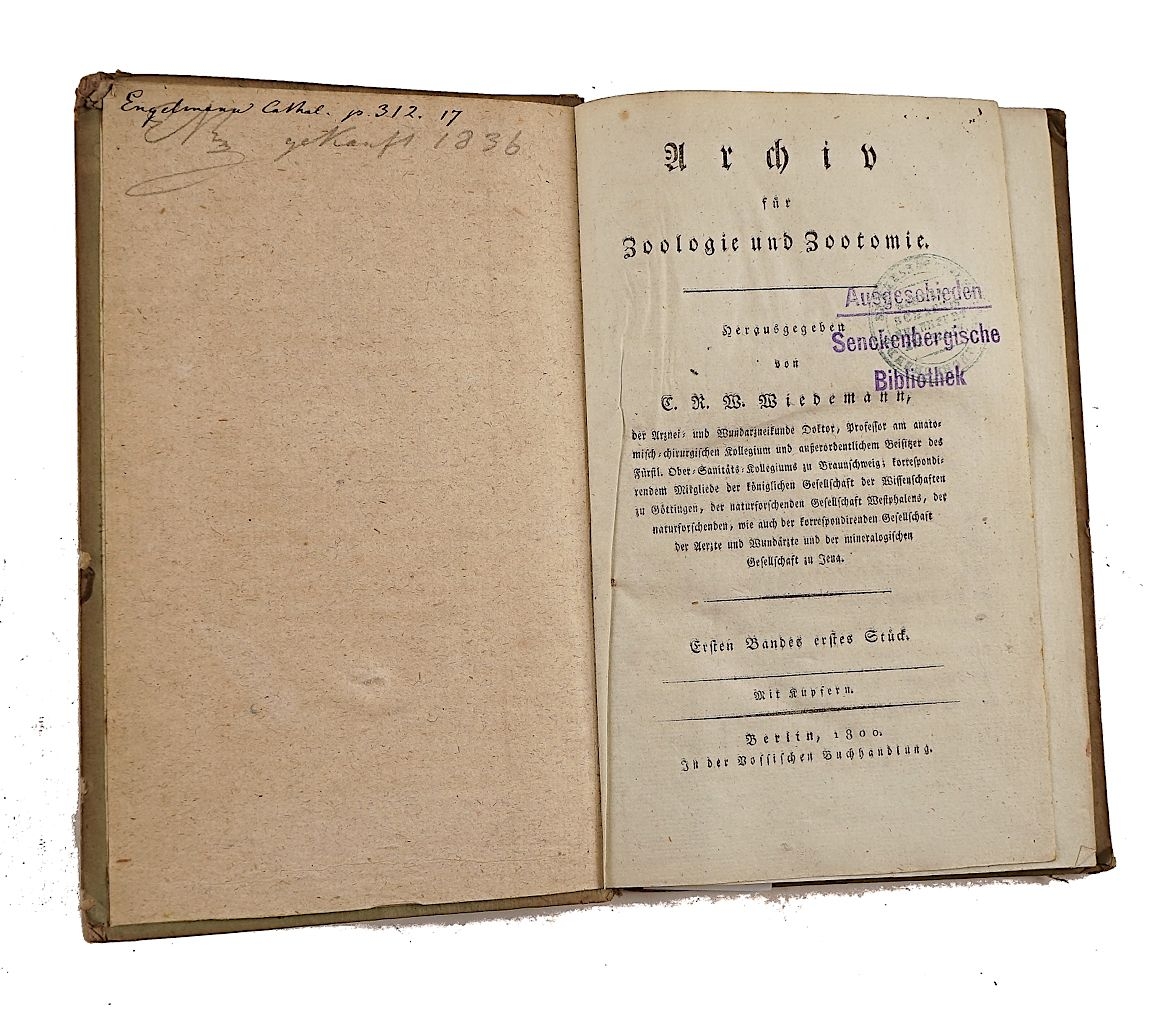 Engelmann Cathal. p. 312. 17
gekauft 1836
Archiv
für
Zoologie und Zootomie.
Herausgegeben
von
C. R. W. Wiedemann,
der Arznei- und Wundarzneikunde Doktor, Professor am anato-
misch-chirurgischen Kollegium und außerordentlichem Beisitzer des
Fürstl. Ober-Sanitäts-Kollegiums zu Braunschweig; korrespondi-
rendem Mitgliede der königlichen Gesellschaft der Wissenschaften
zu Göttingen, der naturforschenden Gesellschaft Westphalens, der
naturforschenden, wie auch der korrespondirenden Gesellschaft
der Aerzte und Wundärzte und der mineralogischen
Gesellschaft zu Jena.
Ausgeschieden
Senckenbergische
Bibliothek
Ersten Bandes erstes Stück.
Mit Kupfern.
Berlin, 1800.
In der Vossischen Buchhandlung.